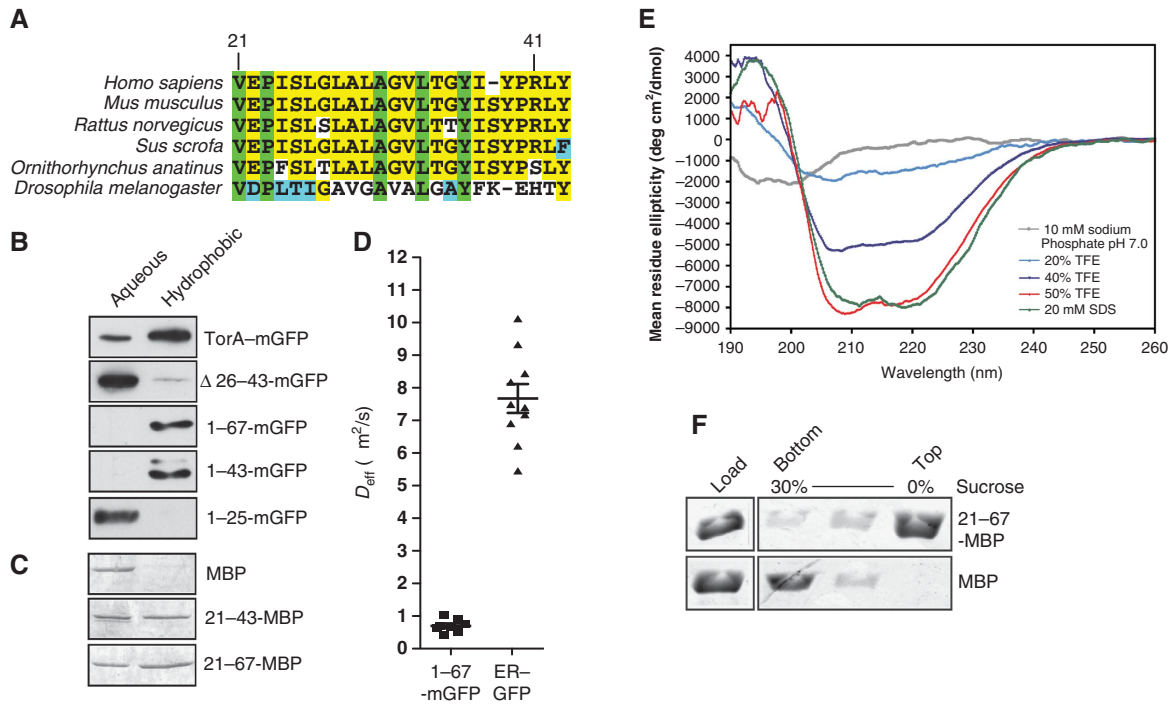 A
21 41
Homo sapiens VEPISLGLALAGVLTGYI-YPRLY
Mus musculus VEPISLGLALAGVLTGYISYPRLY
Rattus norvegicus VEPISLSLALAGVLTTYISYPRLY
Sus scrofa VEPISLGLALAGVLTGYISYPRLF
Ornithorhynchus anatinus VEPFSLTLALAGVLTGYISYPSLY
Drosophila melanogaster VDPLTIGAVGAVALGAYFK-EHTY
B
Aqueous Hydrophobic
TorA–mGFP
Δ 26–43-mGFP
1–67-mGFP
1–43-mGFP
1–25-mGFP
C
MBP
21–43-MBP
21–67-MBP
D
Deff ( m²/s)
12
11
10
9
8
7
6
5
4
3
2
1
0
1–67
-mGFP
ER–
GFP
E
Mean residue ellipticity (deg cm²/dmol)
4000
3000
2000
1000
0
–1000
–2000
–3000
–4000
–5000
–6000
–7000
–8000
–9000
190 200 210 220 230 240 250 260
Wavelength (nm)
10 mM sodium
Phosphate pH 7.0
20% TFE
40% TFE
50% TFE
20 mM SDS
F
Load Bottom Top
30% 0% Sucrose
21–67
-MBP
MBP